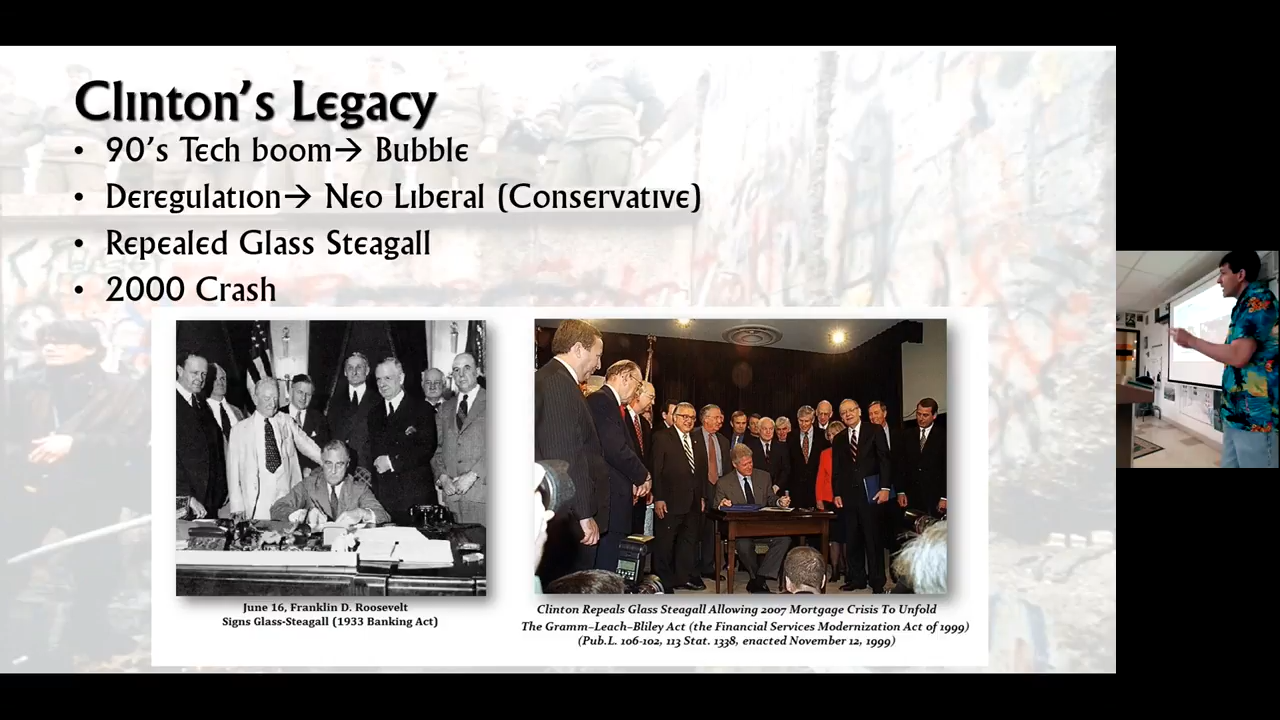 Clinton's Legacy
• 90's Tech boom→ Bubble
• Deregulation→ Neo Liberal (Conservative)
• Repealed Glass Steagall
• 2000 Crash
June 16, Franklin D. Roosevelt
Signs Glass-Steagall (1933 Banking Act)
Clinton Repeals Glass Steagall Allowing 2007 Mortgage Crisis To Unfold
The Gramm–Leach–Bliley Act (the Financial Services Modernization Act of 1999)
(Pub.L. 106-102, 113 Stat. 1338, enacted November 12, 1999)